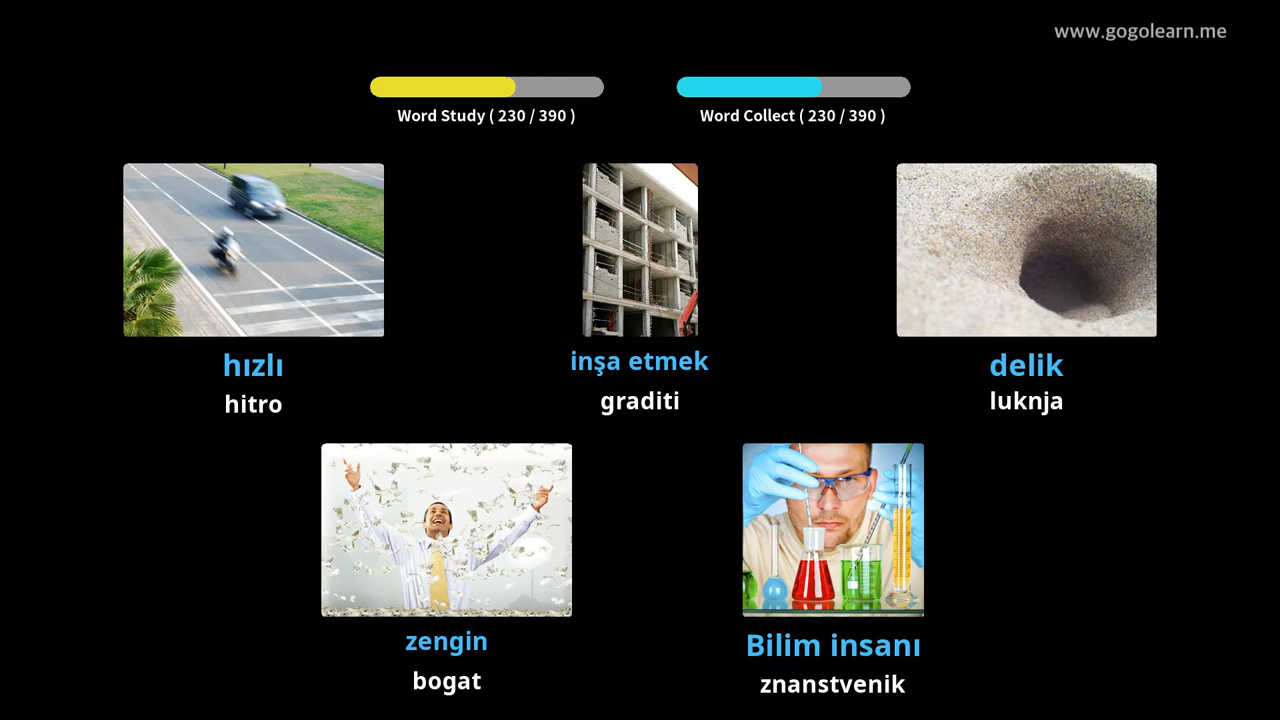 www.gogolearn.me
Word Study ( 230 / 390 )
Word Collect ( 230 / 390 )
hızlı
hitro
inşa etmek
graditi
delik
luknja
zengin
bogat
Bilim insanı
znanstvenik